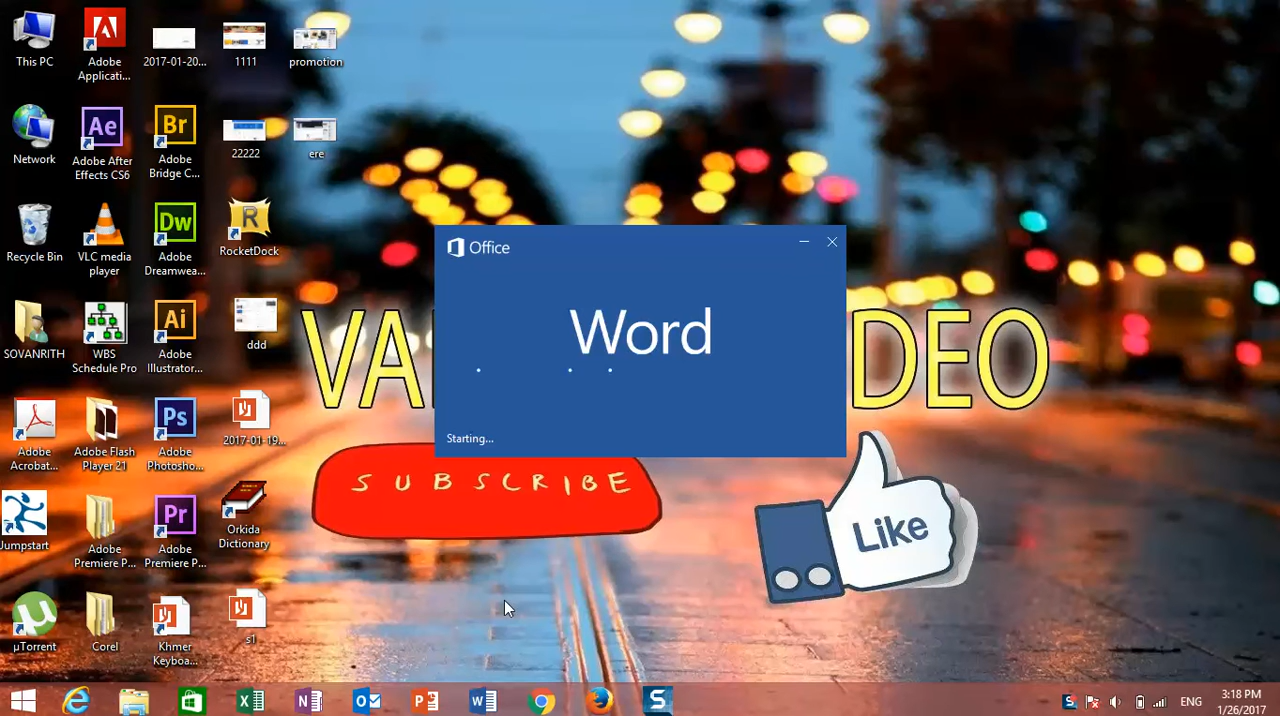 This PC
Adobe
Applicati...
2017-01-20...
1111
promotion
Network
Ae
Adobe After
Effects CS6
Br
Adobe
Bridge C...
22222
ere
Recycle Bin
VLC media
player
Dw
Adobe
Dreamwea...
R
RocketDock
SOVANRITH
WBS
Schedule Pro
Ai
Adobe
Illustrator...
ddd
Adobe
Acrobat...
Adobe Flash
Player 21
Ps
Adobe
Photosho...
2017-01-19...
Jumpstart
Adobe
Premiere P...
Pr
Adobe
Premiere P...
Orkida
Dictionary
µTorrent
Corel
Khmer
Keyboa...
s1
Office
Word
Starting...
VA
DEO
SUBSCRIBE
Like
ENG
3:18 PM
1/26/2017